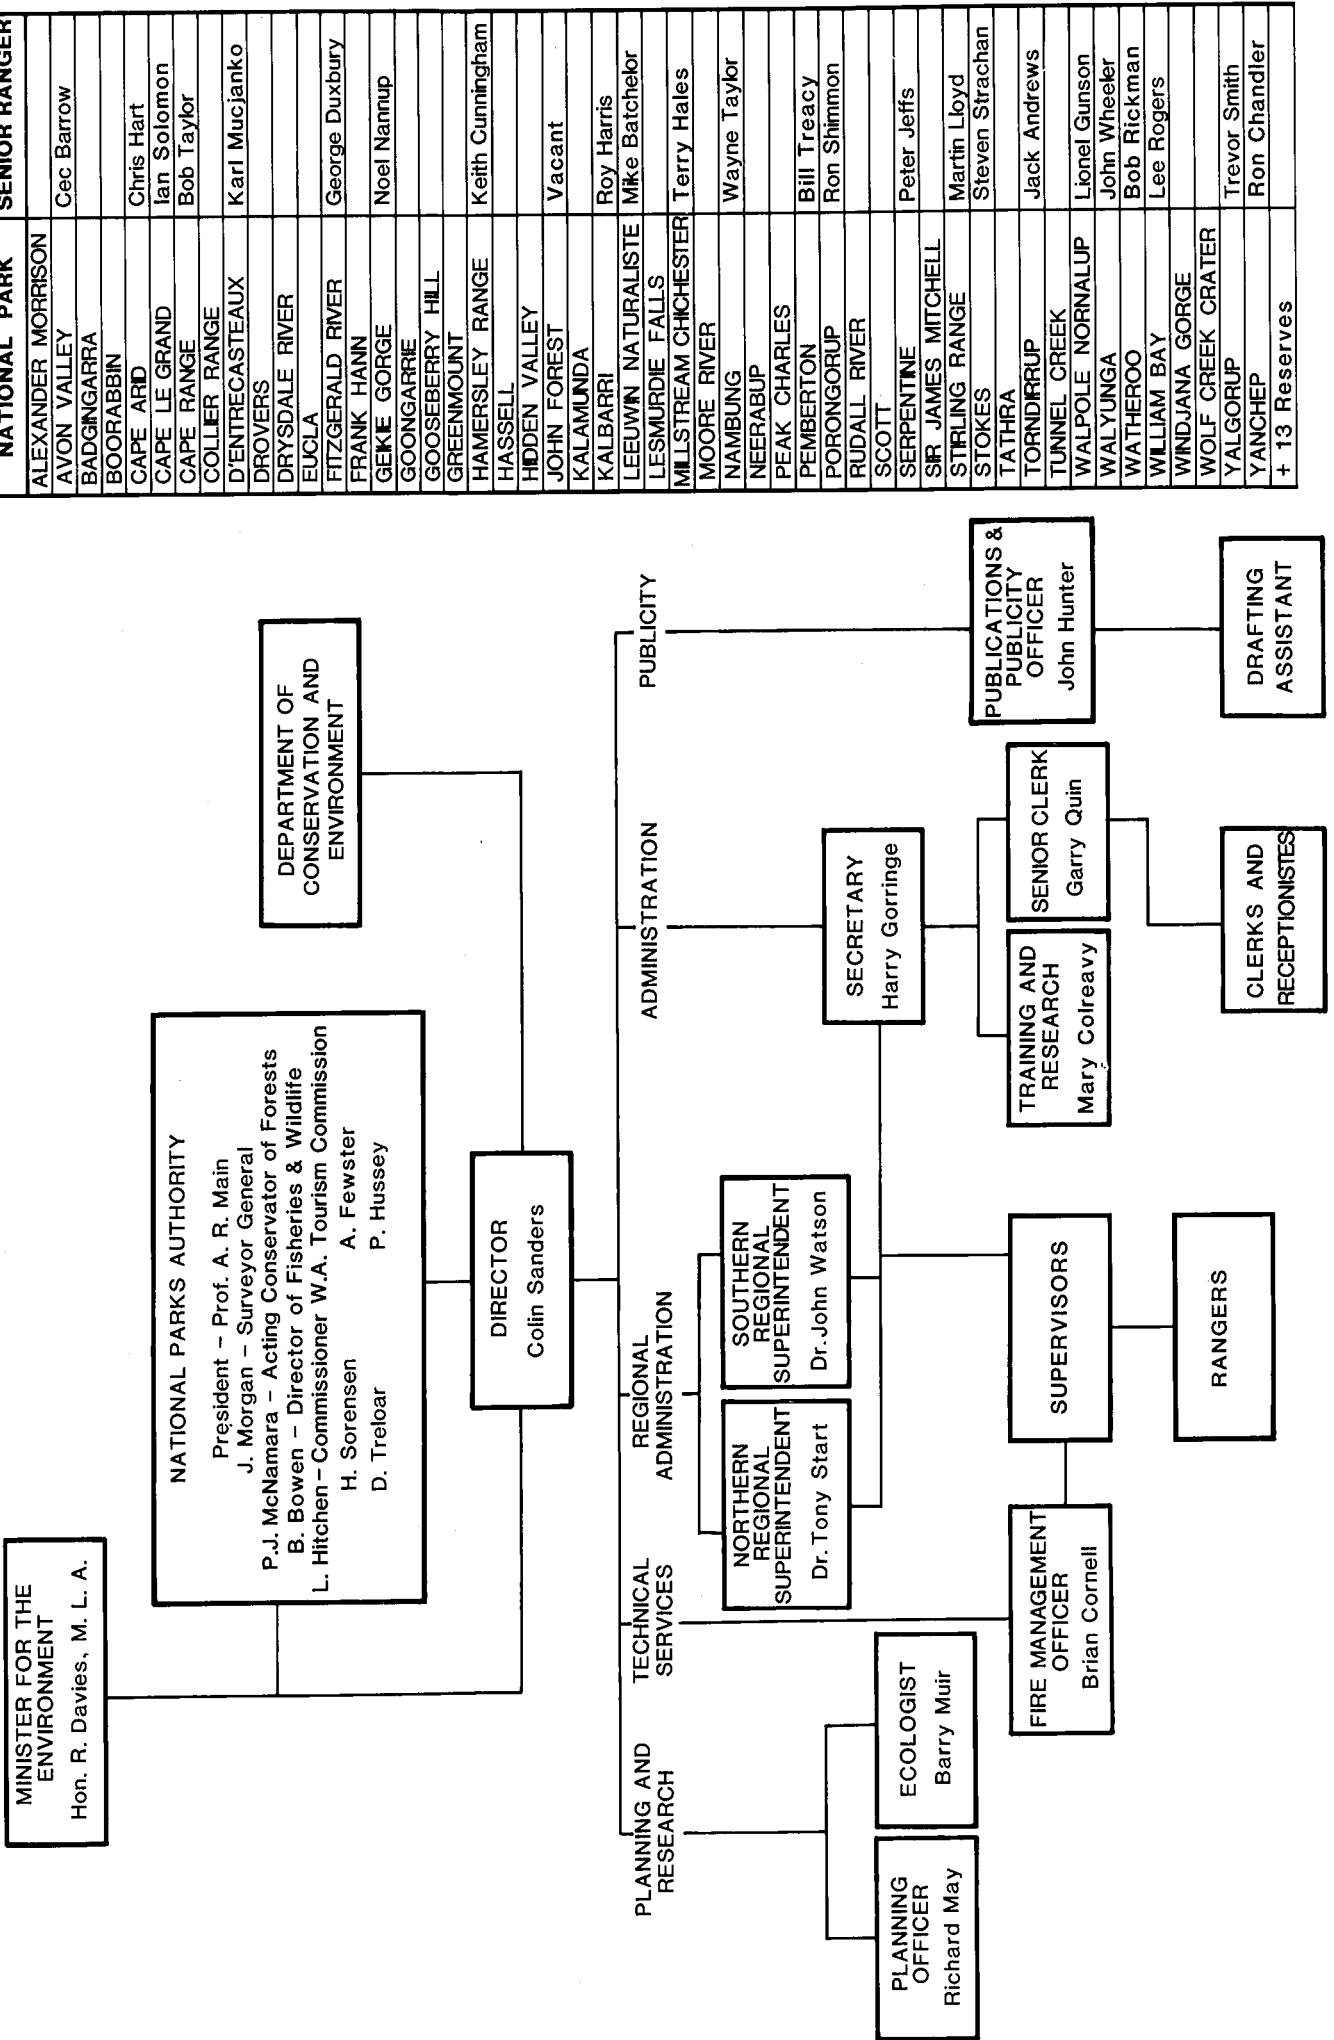 MINISTER FOR THE
ENVIRONMENT
Hon. R. Davies, M. L. A.
NATIONAL PARKS AUTHORITY
President - Prof. A. R. Main
J. Morgan - Surveyor General
P.J. McNamara - Acting Conservator of Forests
B. Bowen - Director of Fisheries & Wildlife
L. Hitchen - Commissioner W.A. Tourism Commission
H. Sorensen A. Fewster
D. Treloar P. Hussey
DEPARTMENT OF
CONSERVATION AND
ENVIRONMENT
DIRECTOR
Colin Sanders
PLANNING AND
RESEARCH
TECHNICAL
SERVICES
REGIONAL
ADMINISTRATION
ADMINISTRATION
PUBLICITY
NORTHERN
REGIONAL
SUPERINTENDENT
Dr. Tony Start
SOUTHERN
REGIONAL
SUPERINTENDENT
Dr. John Watson
SECRETARY
Harry Gorringe
PLANNING
OFFICER
Richard May
ECOLOGIST
Barry Muir
FIRE MANAGEMENT
OFFICER
Brian Cornell
SUPERVISORS
TRAINING AND
RESEARCH
Mary Colreavy
SENIOR CLERK
Garry Quin
PUBLICATIONS &
PUBLICITY
OFFICER
John Hunter
RANGERS
CLERKS AND
RECEPTIONISTES
DRAFTING
ASSISTANT
NATIONAL PARK SENIOR RANGER
ALEXANDER MORRISON
AVON VALLEY Cec Barrow
BADGINGARRA
BOORABBIN
CAPE ARID Chris Hart
CAPE LE GRAND Ian Solomon
CAPE RANGE Bob Taylor
COLLIER RANGE
D'ENTRECASTEAUX Karl Mucjanko
DROVERS
DRYSDALE RIVER
EUCLA
FITZGERALD RIVER George Duxbury
FRANK HANN
GEIKIE GORGE Noel Nannup
GOONGARRIE
GOOSEBERRY HILL
GREENMOUNT
HAMERSLEY RANGE Keith Cunningham
HASSELL
HIDDEN VALLEY
JOHN FOREST Vacant
KALAMUNDA
KALBARRI Roy Harris
LEEUWIN NATURALISTE Mike Batchelor
LESMURDIE FALLS
MILLSTREAM CHICHESTER Terry Hales
MOORE RIVER
NAMBUNG Wayne Taylor
NEERABUP
PEAK CHARLES
PEMBERTON Bill Treacy
PORONGORUP Ron Shimmon
RUDALL RIVER
SCOTT
SERPENTINE Peter Jeffs
SIR JAMES MITCHELL
STIRLING RANGE Martin Lloyd
STOKES Steven Strachan
TATHRA
TORNDIRRUP Jack Andrews
TUNNEL CREEK
WALPOLE NORNALUP Lionel Gunson
WALYUNGA John Wheeler
WATHEROO Bob Rickman
WILLIAM BAY Lee Rogers
WINDJANA GORGE
WOLF CREEK CRATER
YALGORUP Trevor Smith
YANCHEP Ron Chandler
+ 13 Reserves